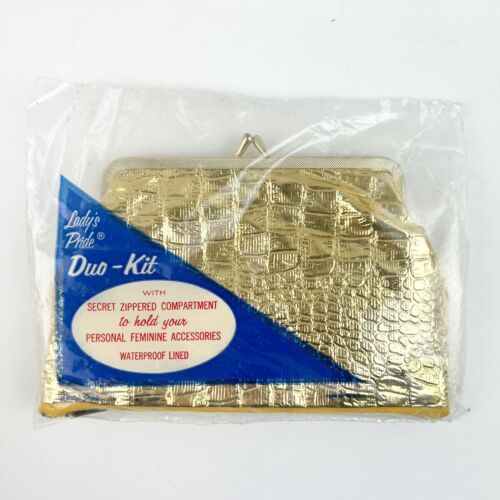 Lady's
Pride®
Duo-Kit
WITH
SECRET ZIPPERED COMPARTMENT
to hold your
PERSONAL FEMININE ACCESSORIES
WATERPROOF LINED